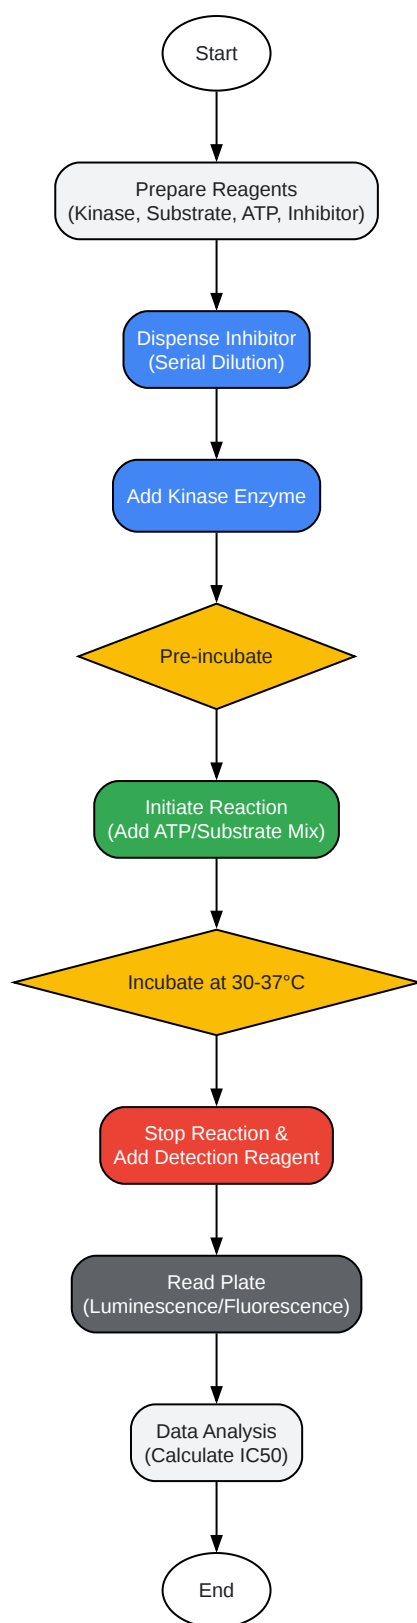 Start
Prepare Reagents
(Kinase, Substrate, ATP, Inhibitor)
Dispense Inhibitor
(Serial Dilution)
Add Kinase Enzyme
Pre-incubate
Initiate Reaction
(Add ATP/Substrate Mix)
Incubate at 30-37°C
Stop Reaction &
Add Detection Reagent
Read Plate
(Luminescence/Fluorescence)
Data Analysis
(Calculate IC50)
End